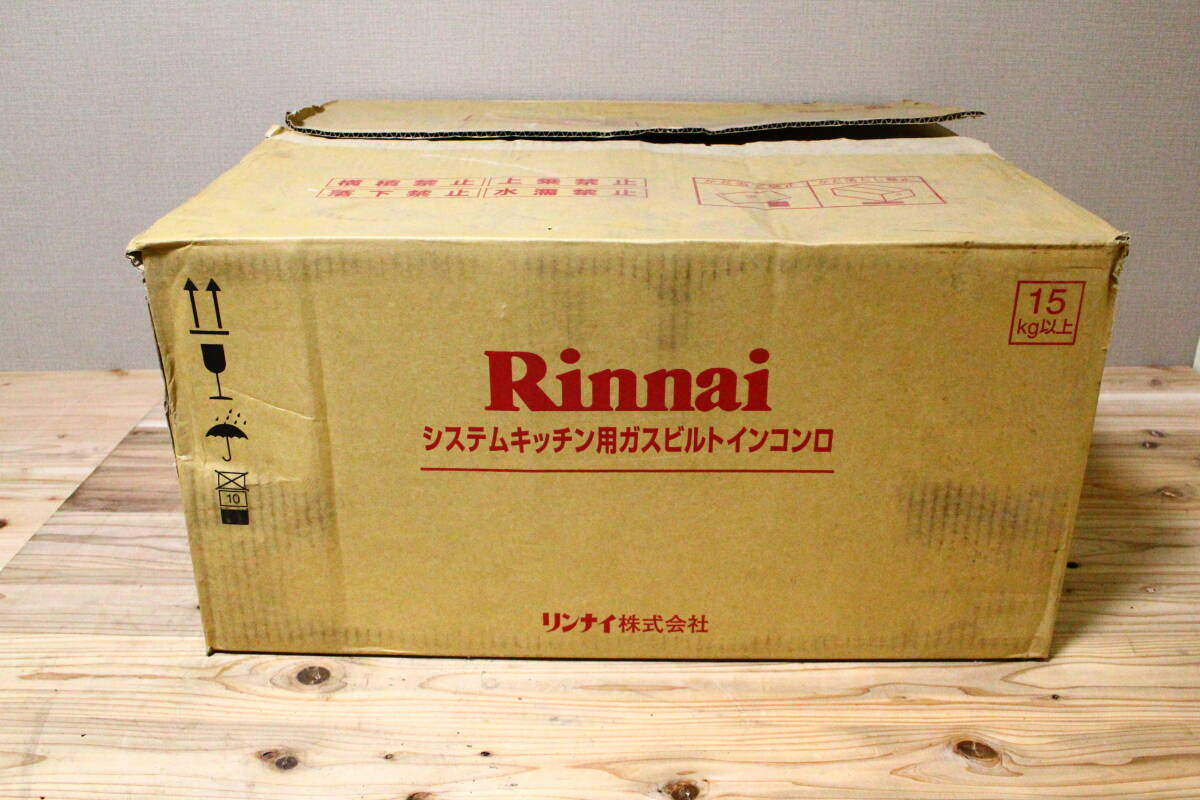 横積禁止 上乗禁止
落下禁止 水濡禁止
15
kg以上
Rinnai
システムキッチン用ガスビルトインコンロ
10
リンナイ株式会社